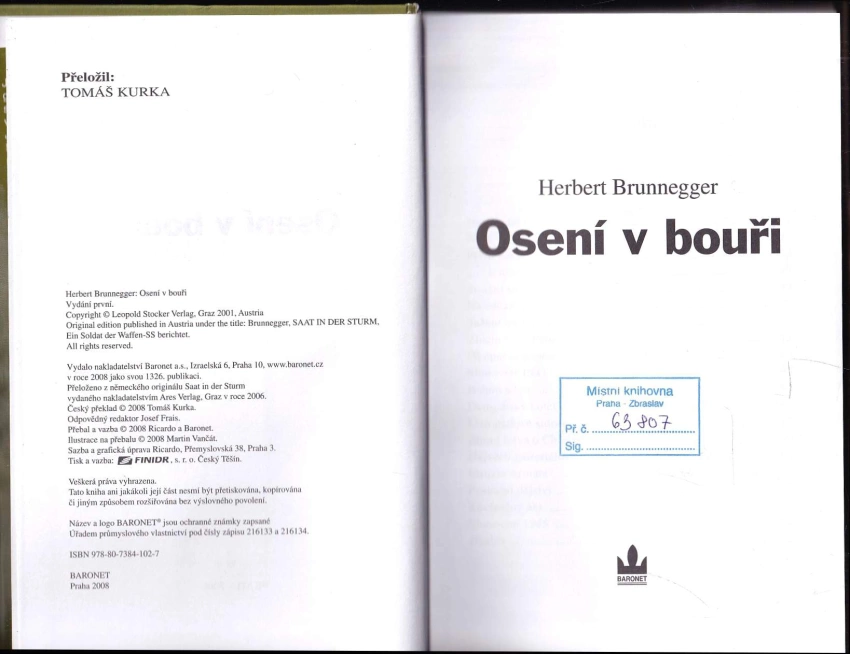 Přeložil:
TOMÁŠ KURKA
Herbert Brunnegger: Osení v bouři
Vydání první.
Copyright © Leopold Stocker Verlag, Graz 2001, Austria
Original edition published in Austria under the title: Brunnegger, SAAT IN DER STURM,
Ein Soldat der Waffen-SS berichtet.
All rights reserved.
Vydalo nakladatelství Baronet a.s., Izraelská 6, Praha 10, www.baronet.cz
v roce 2008 jako svou 1326. publikaci.
Přeloženo z německého originálu Saat in der Sturm
vydaného nakladatelstvím Ares Verlag, Graz v roce 2006.
Český překlad © 2008 Tomáš Kurka.
Odpovědný redaktor Josef Frais.
Přebal a vazba © 2008 Ricardo a Baronet.
Ilustrace na přebalu © 2008 Martin Vančát.
Sazba a grafická úprava Ricardo, Přemyslovská 38, Praha 3.
Tisk a vazba: FINIDR, s. r. o. Český Těšín.
Veškerá práva vyhrazena.
Tato kniha ani jakákoli její část nesmí být přetiskována, kopírována
či jiným způsobem rozšiřována bez výslovného povolení.
Název a logo BARONET® jsou ochranné známky zapsané
Úřadem průmyslového vlastnictví pod čísly zápisu 216133 a 216134.
ISBN 978-80-7384-102-7
BARONET
Praha 2008
Herbert Brunnegger
Osení v bouři
Místní knihovna
Praha - Zbraslav
Př. č. 63 807
Sig.
BARONET